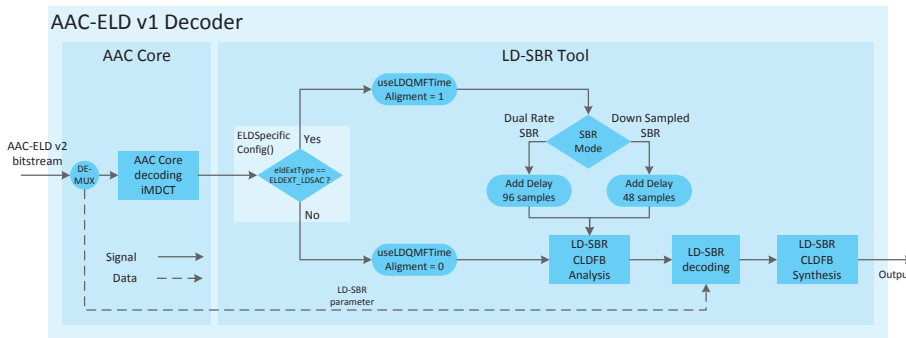 AAC-ELD v1 Decoder
AAC Core
LD-SBR Tool
useLDQMFTime
Aligment = 1
ELDSpecific
Config()
Yes
Dual Rate
SBR
Down Sampled
SBR
SBR
Mode
AAC-ELD v2
bitstream
DE-
MUX
AAC Core
decoding
iMDCT
eldExtType ==
ELDEXT_LDSAC ?
Add Delay
96 samples
Add Delay
48 samples
No
Signal
Data
useLDQMFTime
Aligment = 0
LD-SBR
CLDFB
Analysis
LD-SBR
decoding
LD-SBR
CLDFB
Synthesis
Output
LD-SBR
parameter